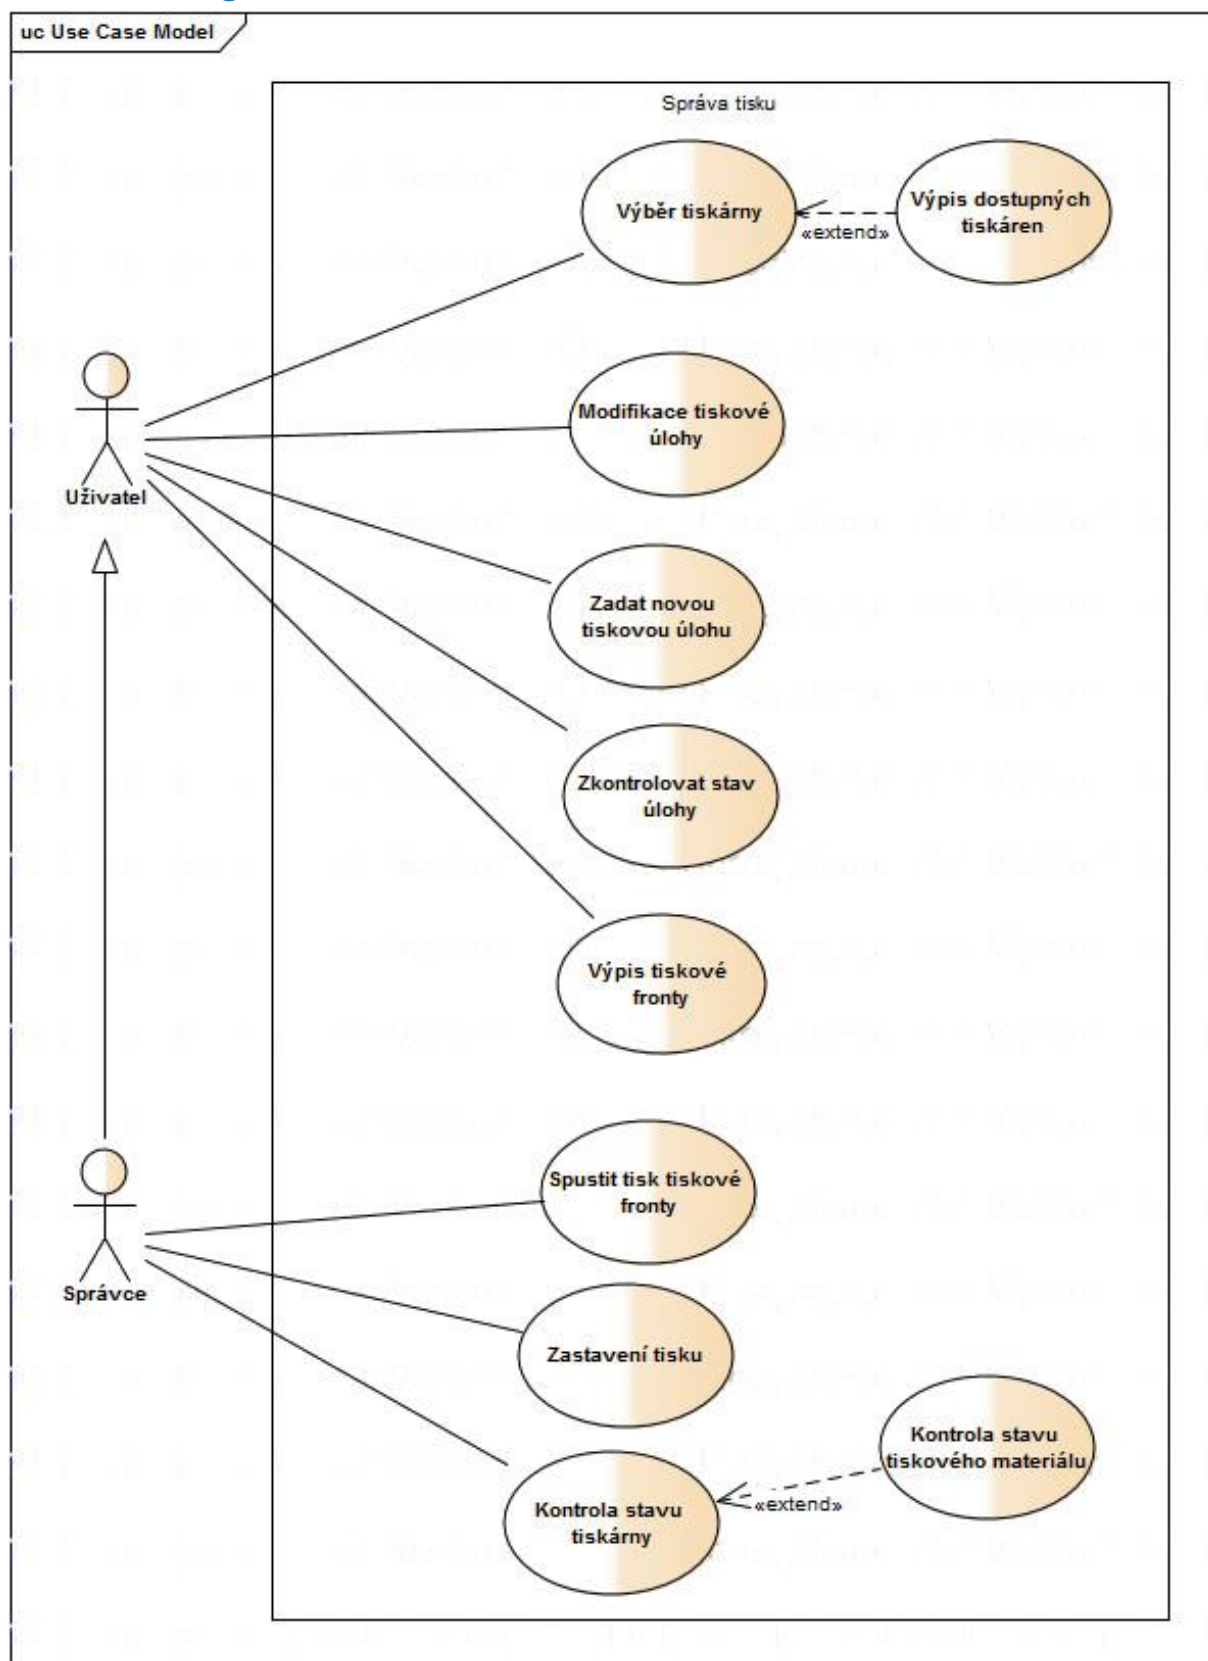 uc Use Case Model
Správa tisku
Výběr tiskárny
«extend»
Výpis dostupných
tiskáren
Modifikace tiskové
úlohy
Uživatel
Zadat novou
tiskovou úlohu
Zkontrolovat stav
úlohy
Výpis tiskové
fronty
Spustit tisk tiskové
fronty
Správce
Zastavení tisku
Kontrola stavu
tiskového materiálu
«extend»
Kontrola stavu
tiskárny